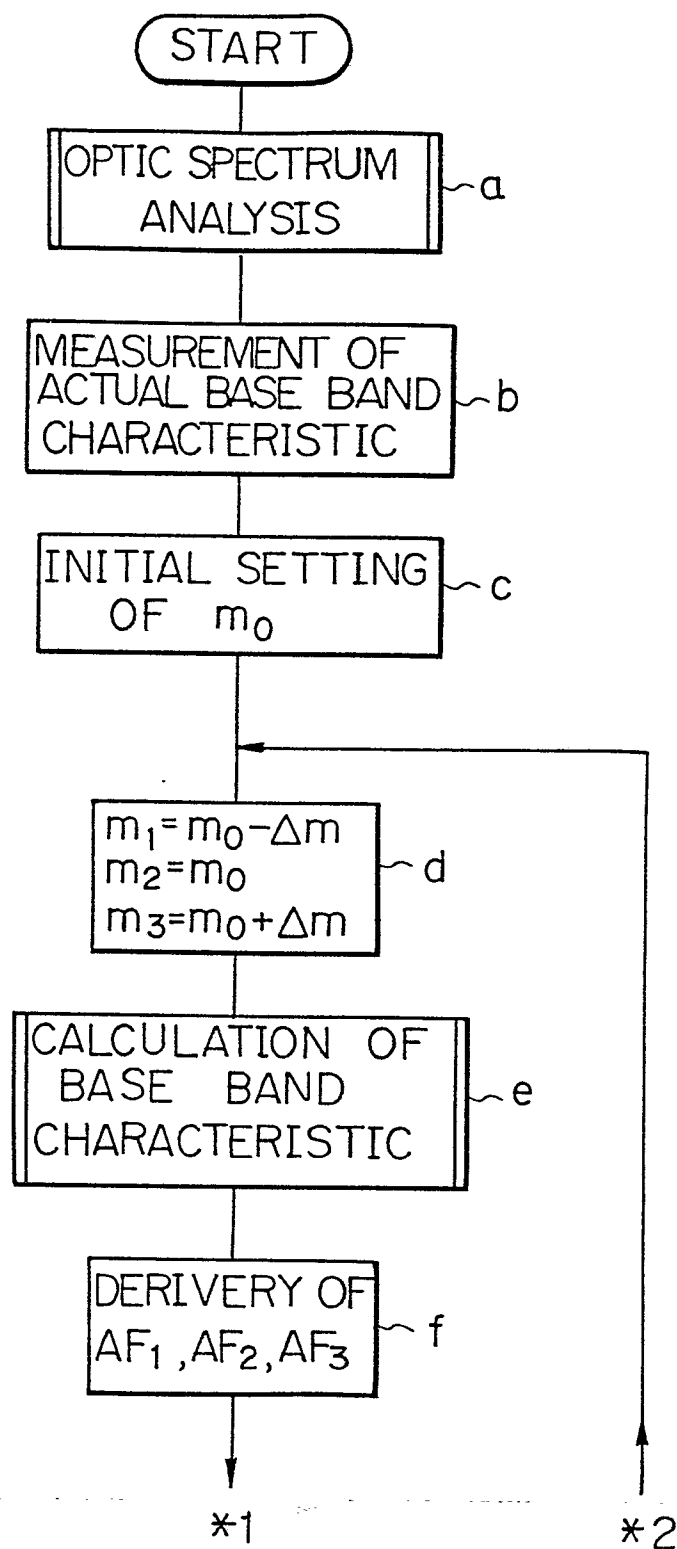 START
OPTIC SPECTRUM
ANALYSIS
a
MEASUREMENT OF
ACTUAL BASE BAND
CHARACTERISTIC
b
INITIAL SETTING
OF m₀
c
m₁=m₀-Δm
m₂=m₀
m₃=m₀+Δm
d
CALCULATION OF
BASE BAND
CHARACTERISTIC
e
DERIVERY OF
AF₁, AF₂, AF₃
f
*1
*2